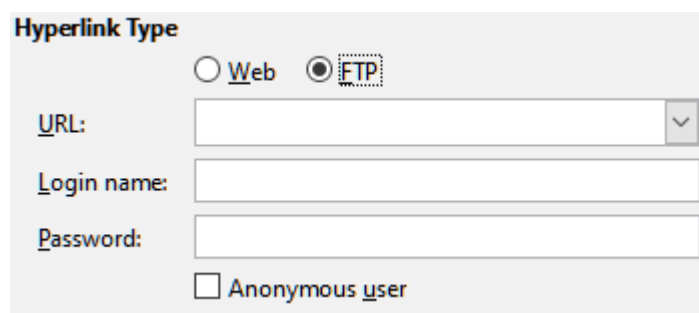 Hyperlink Type
Web FTP
URL:
Login name:
Password:
Anonymous user